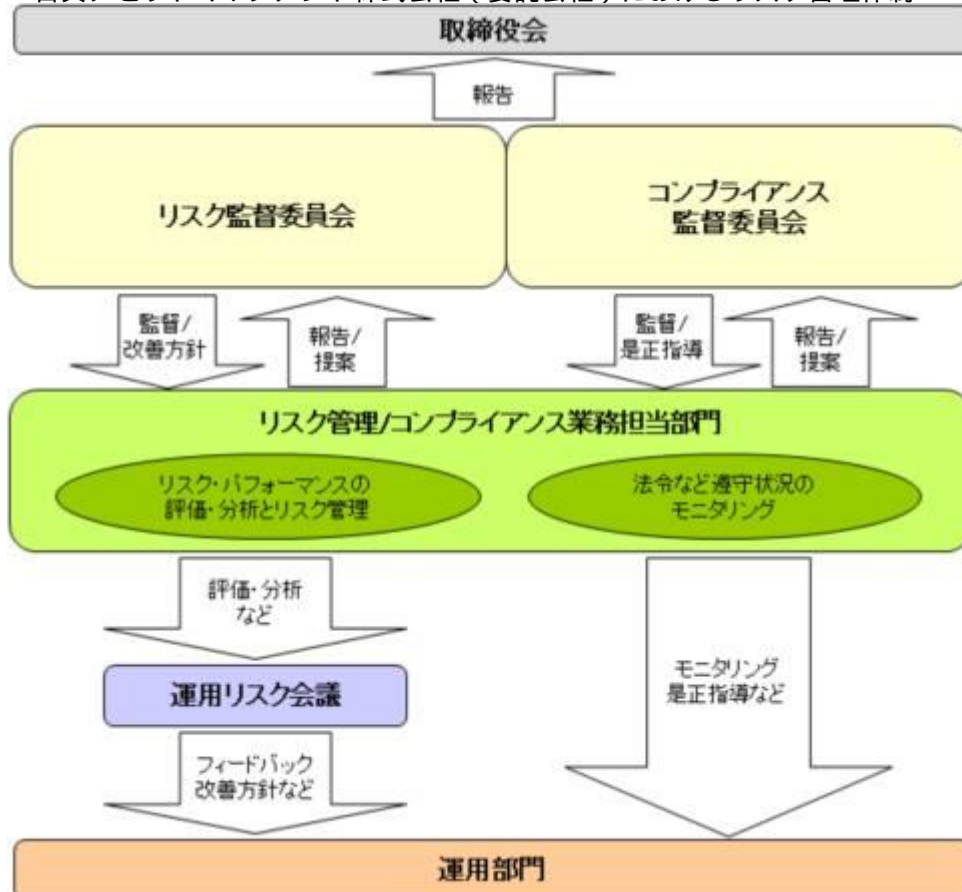 取締役会
報告
リスク監督委員会
コンプライアンス
監督委員会
監督/
改善方針
報告/
提案
監督/
是正指導
報告/
提案
リスク管理/コンプライアンス業務担当部門
リスク・パフォーマンスの
評価・分析とリスク管理
法令など遵守状況の
モニタリング
評価・分析
など
運用リスク会議
モニタリング
是正指導など
フィードバック
改善方針など
運用部門